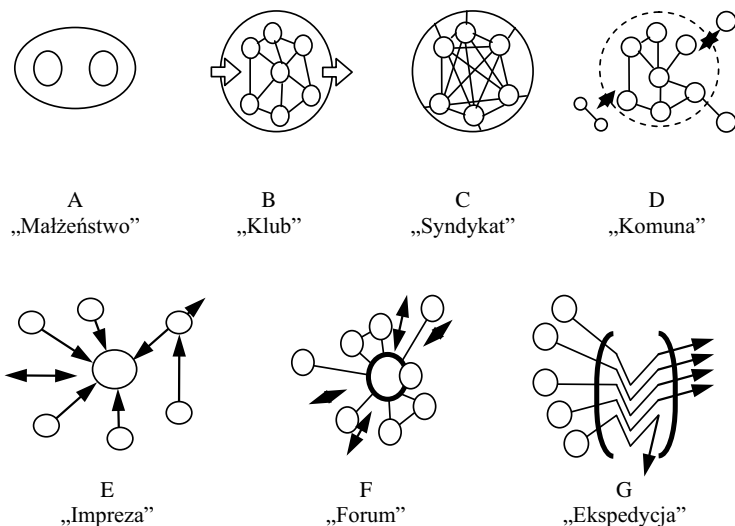 A B C D
„Małżeństwo” „Klub” „Syndykat” „Komuna”
E F G
„Impreza” „Forum” „Ekspedycja”